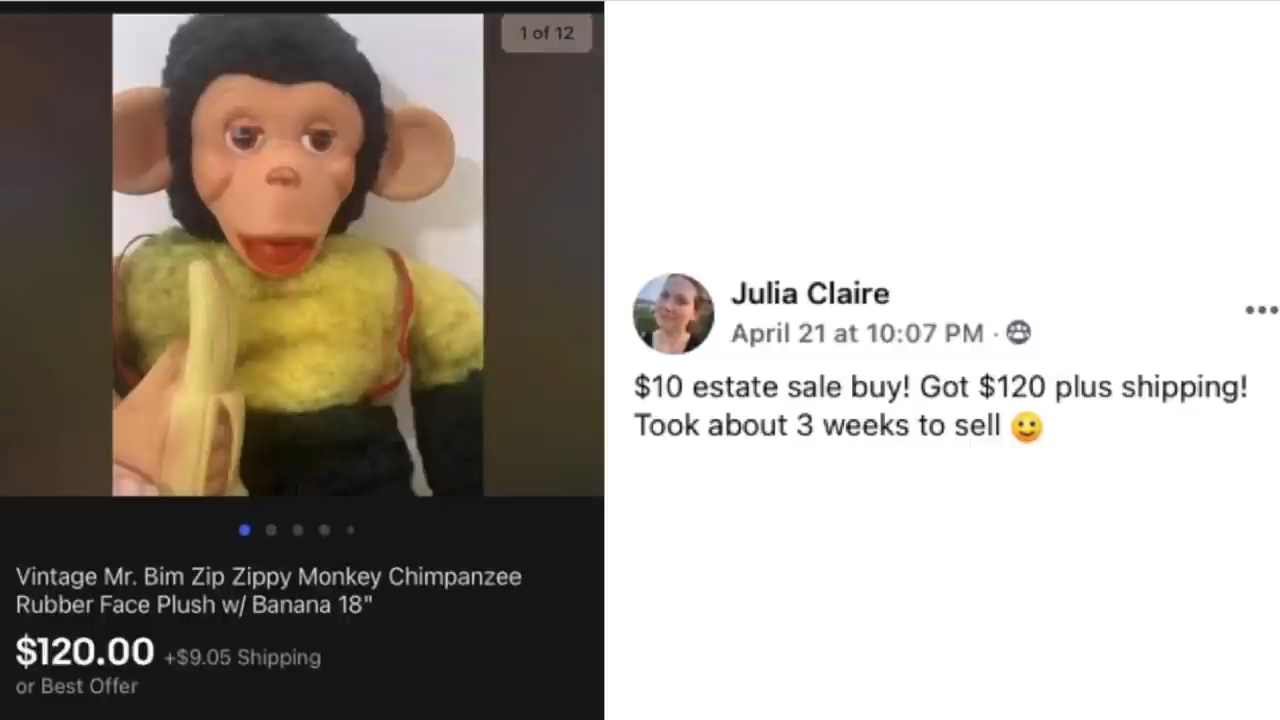 1 of 12
Vintage Mr. Bim Zip Zippy Monkey Chimpanzee
Rubber Face Plush w/ Banana 18"
$120.00 +$9.05 Shipping
or Best Offer
Julia Claire
April 21 at 10:07 PM ·
$10 estate sale buy! Got $120 plus shipping!
Took about 3 weeks to sell 🙂